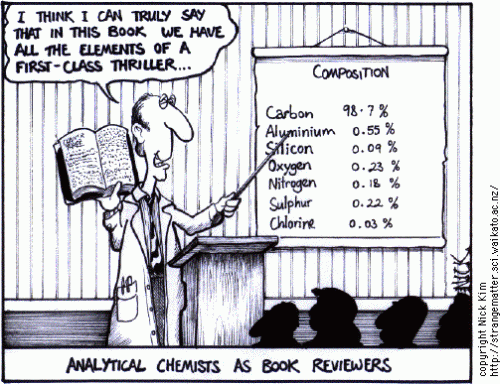 I THINK I CAN TRULY SAY
THAT IN THIS BOOK WE HAVE
ALL THE ELEMENTS OF A
FIRST-CLASS THRILLER...
COMPOSITION
Carbon 98.7 %
Aluminium 0.55 %
Silicon 0.09 %
Oxygen 0.23 %
Nitrogen 0.18 %
Sulphur 0.22 %
Chlorine 0.03 %
NICK
ANALYTICAL CHEMISTS AS BOOK REVIEWERS
copyright Nick Kim
http://strangematter.sci.waikato.ac.nz/